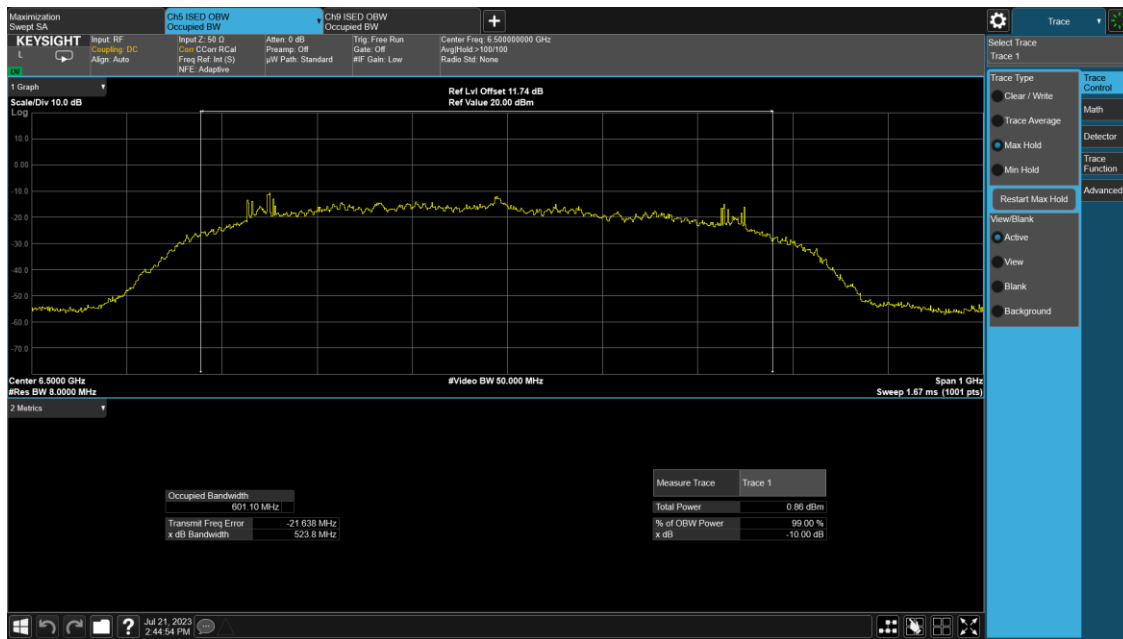 Maximization
Swept SA
Ch5 ISED OBW
Occupied BW
Ch9 ISED OBW
Occupied BW
KEYSIGHT
L
Input: RF
Coupling: DC
Align: Auto
Input Z: 50 Ω
Corr CCorr RCal
Freq Ref: Int (S)
NFE: Adaptive
Atten: 0 dB
Preamp: Off
µW Path: Standard
Trig: Free Run
Gate: Off
#IF Gain: Low
Center Freq: 6.500000000 GHz
Avg|Hold:>100/100
Radio Std: None
1 Graph
Scale/Div 10.0 dB
Ref Lvl Offset 11.74 dB
Ref Value 20.00 dBm
Log
10.0
0.00
-10.0
-20.0
-30.0
-40.0
-50.0
-60.0
-70.0
Center 6.5000 GHz
#Res BW 8.0000 MHz
#Video BW 50.000 MHz
Span 1 GHz
Sweep 1.67 ms (1001 pts)
2 Metrics
Occupied Bandwidth
601.10 MHz
Transmit Freq Error -21.638 MHz
x dB Bandwidth 523.8 MHz
Measure Trace Trace 1
Total Power 0.86 dBm
% of OBW Power 99.00 %
x dB -10.00 dB
Trace
Select Trace
Trace 1
Trace Type
Clear / Write
Trace Average
Max Hold
Min Hold
Restart Max Hold
View/Blank
Active
View
Blank
Background
Trace
Control
Math
Detector
Trace
Function
Advanced
?
Jul 21, 2023
2:44:54 PM